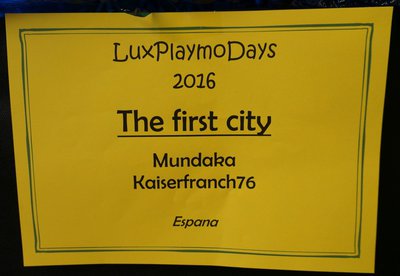 LuxPlaymoDays
2016
The first city
Mundaka
Kaiserfranch76
Espana